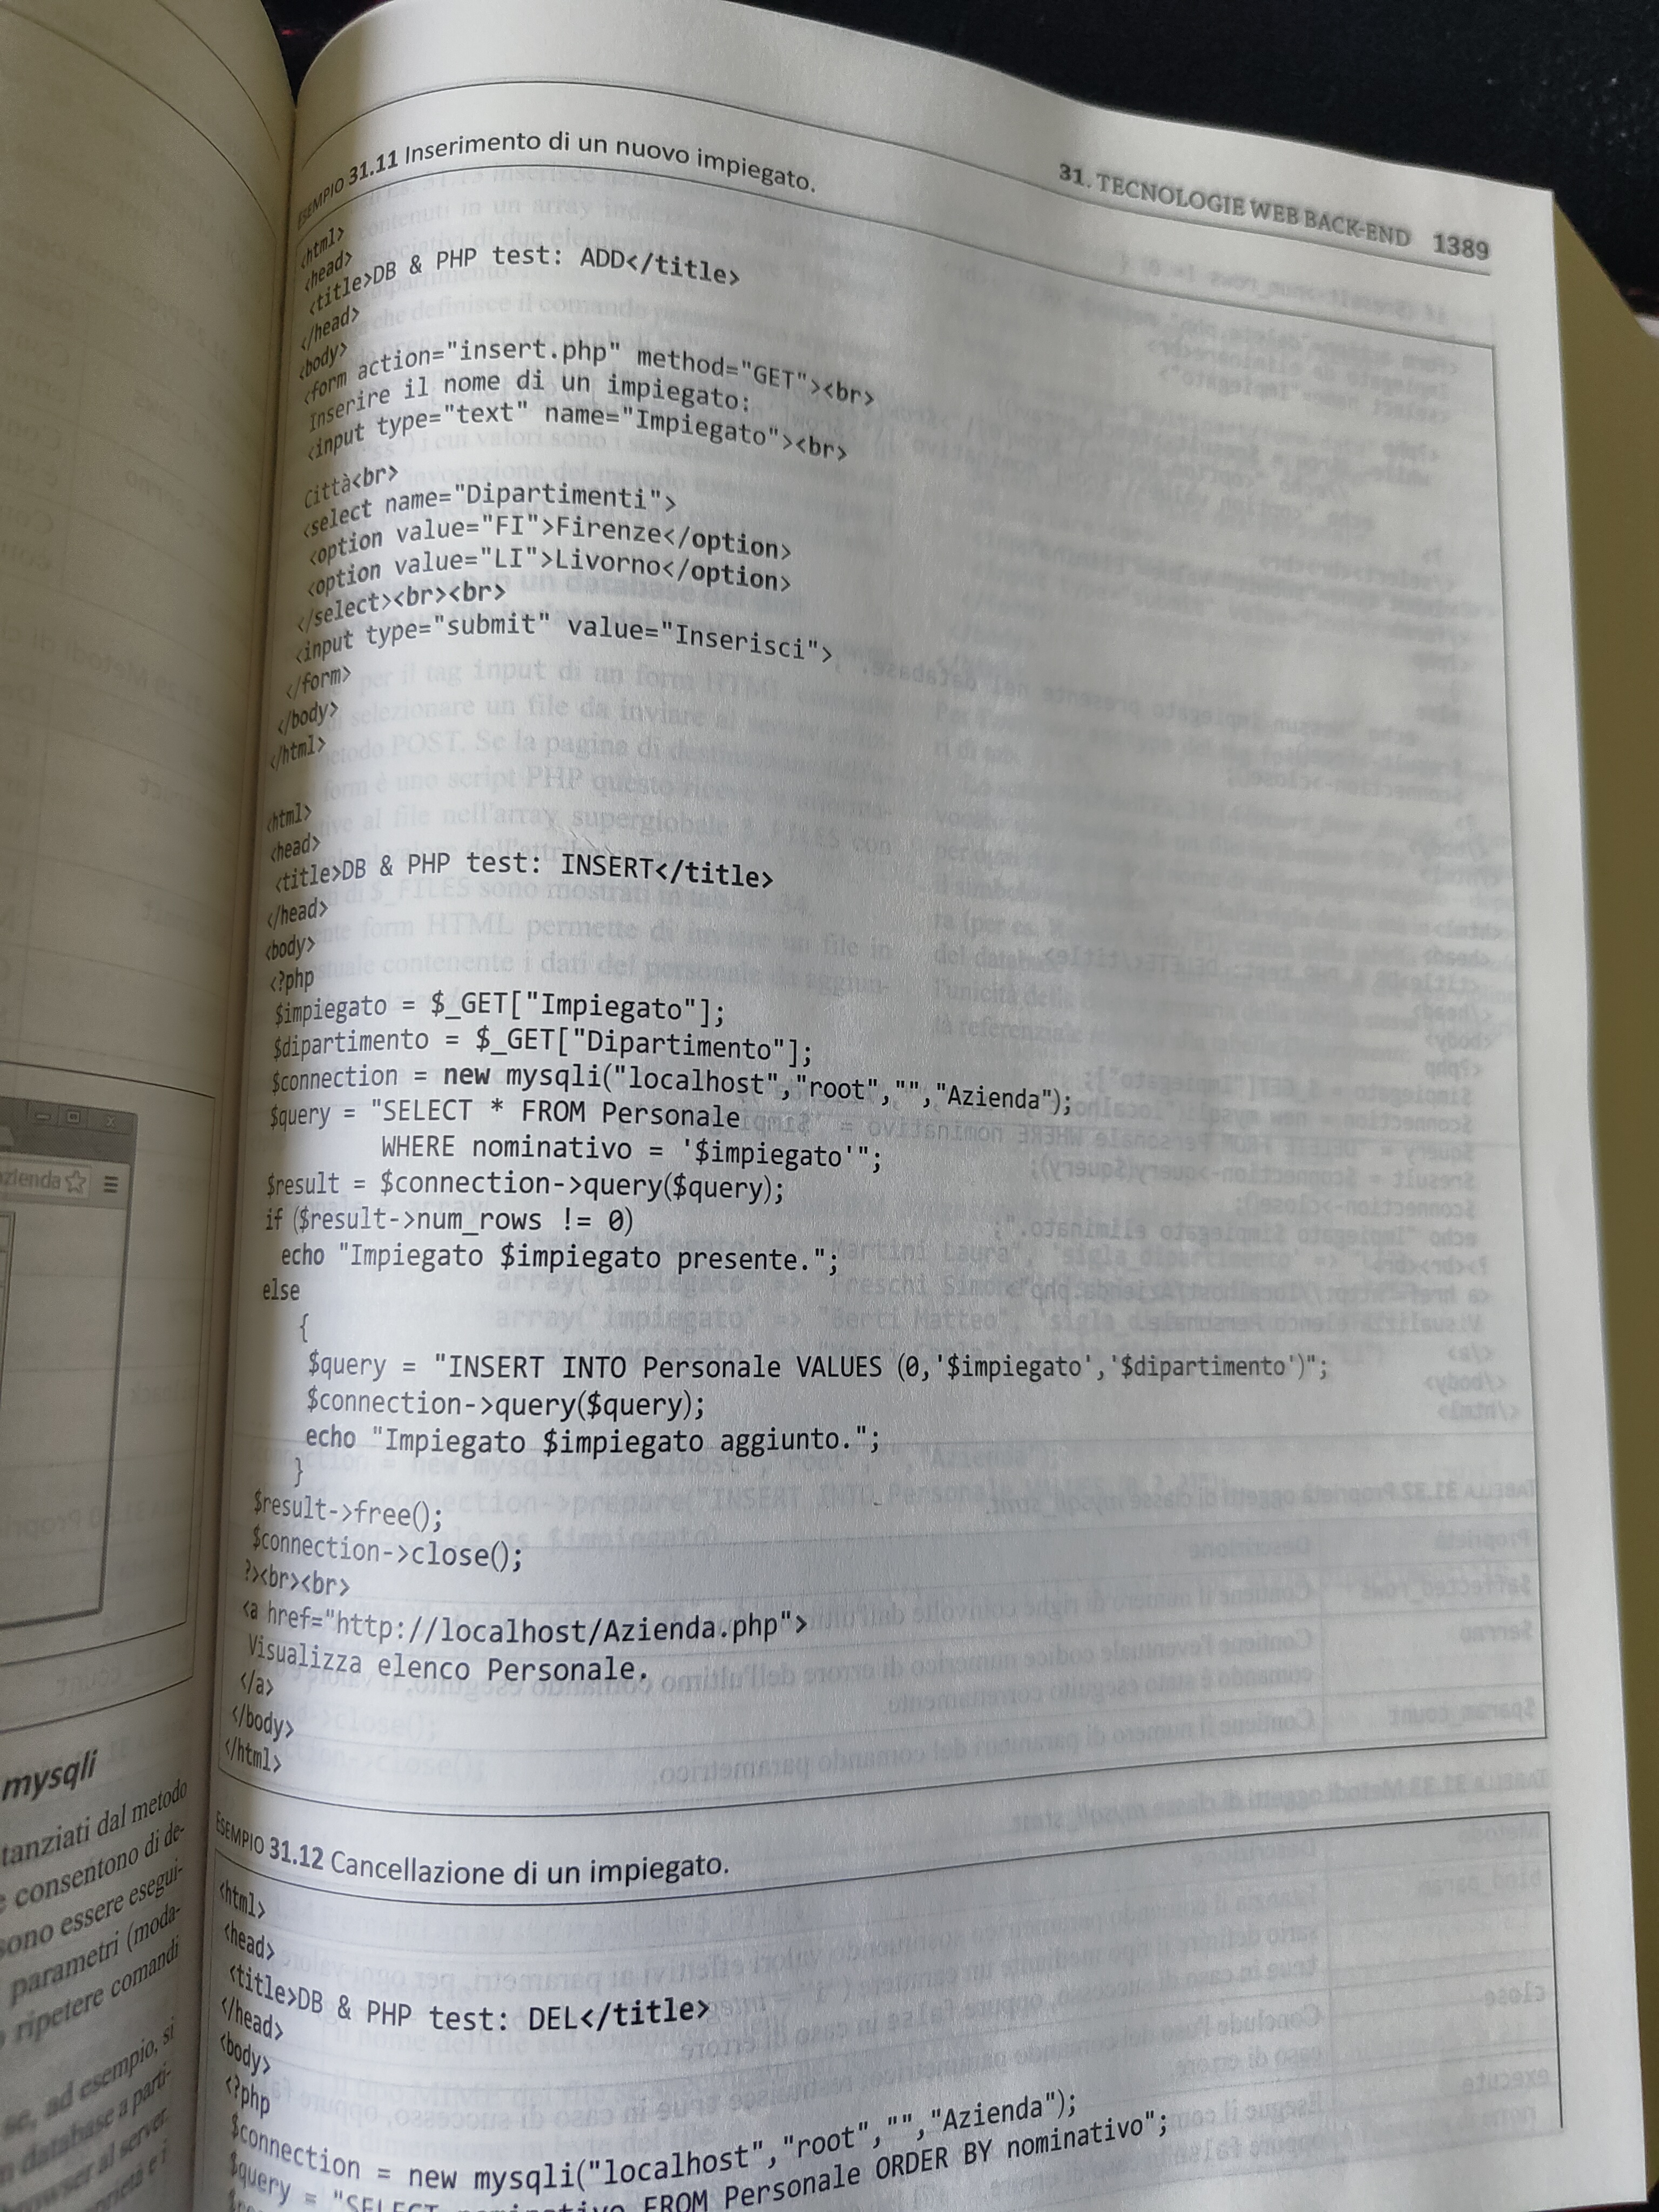 31. TECNOLOGIE WEB BACK-END 1389
ESEMPIO 31.11 Inserimento di un nuovo impiegato.
<html>
<head>
<title>DB & PHP test: ADD</title>
</head>
<body>
<form action="insert.php" method="GET"><br>
Inserire il nome di un impiegato:
<input type="text" name="Impiegato"><br>
Città<br>
<select name="Dipartimenti">
<option value="FI">Firenze</option>
<option value="LI">Livorno</option>
</select><br><br>
<input type="submit" value="Inserisci">
</form>
</body>
</html>
<html>
<head>
<title>DB & PHP test: INSERT</title>
</head>
<body>
<?php
$impiegato = $_GET["Impiegato"];
$dipartimento = $_GET["Dipartimento"];
$connection = new mysqli("localhost","root","","Azienda");
$query = "SELECT * FROM Personale
WHERE nominativo = '$impiegato'";
$result = $connection->query($query);
if ($result->num_rows != 0)
echo "Impiegato $impiegato presente.";
else
{
$query = "INSERT INTO Personale VALUES (0,'$impiegato','$dipartimento')";
$connection->query($query);
echo "Impiegato $impiegato aggiunto.";
}
$result->free();
$connection->close();
?><br><br>
<a href="http://localhost/Azienda.php">
Visualizza elenco Personale.
</a>
</body>
</html>
ESEMPIO 31.12 Cancellazione di un impiegato.
<html>
<head>
<title>DB & PHP test: DEL</title>
</head>
<body>
<?php
$connection = new mysqli("localhost","root","","Azienda");
$query = "SELECT nominativo FROM Personale ORDER BY nominativo";
mysqli
tanziati dal metodo
consentono di de-
sono essere esegui-
parametri (moda-
ripetere comandi
se, ad esempio, si
database a parti-
al server.